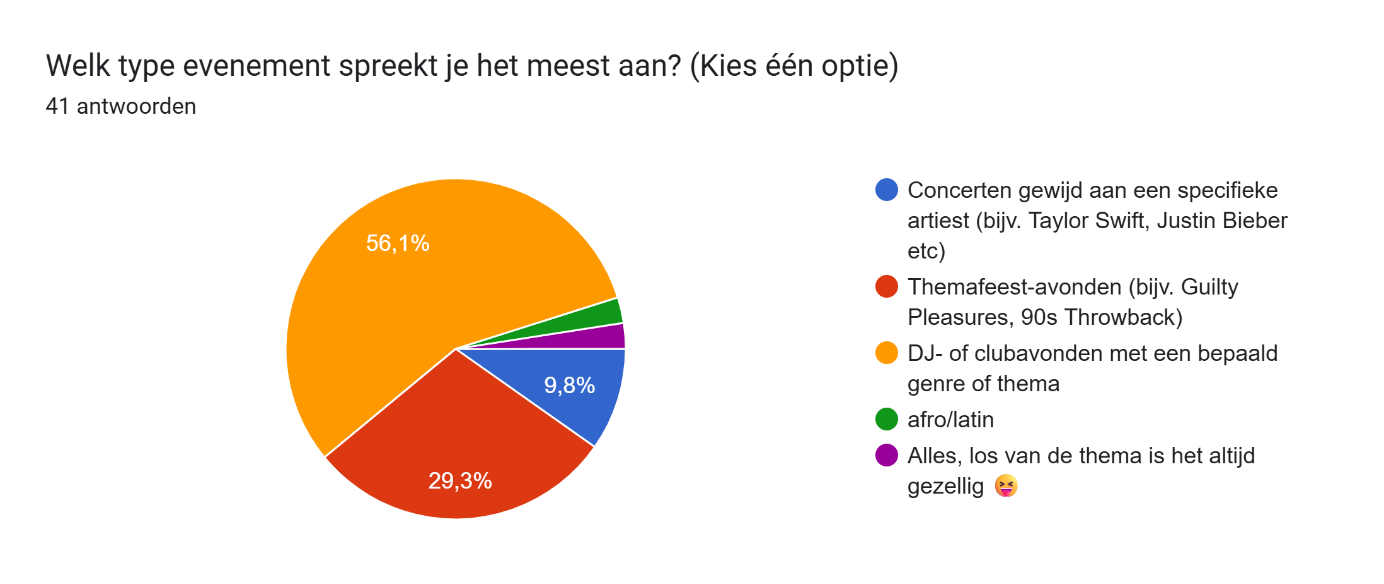 Welk type evenement spreekt je het meest aan? (Kies één optie)
41 antwoorden
56,1%
9,8%
29,3%
Concerten gewijd aan een specifieke
artiest (bijv. Taylor Swift, Justin Bieber
etc)
Themafeest-avonden (bijv. Guilty
Pleasures, 90s Throwback)
DJ- of clubavonden met een bepaald
genre of thema
afro/latin
Alles, los van de thema is het altijd
gezellig 😝